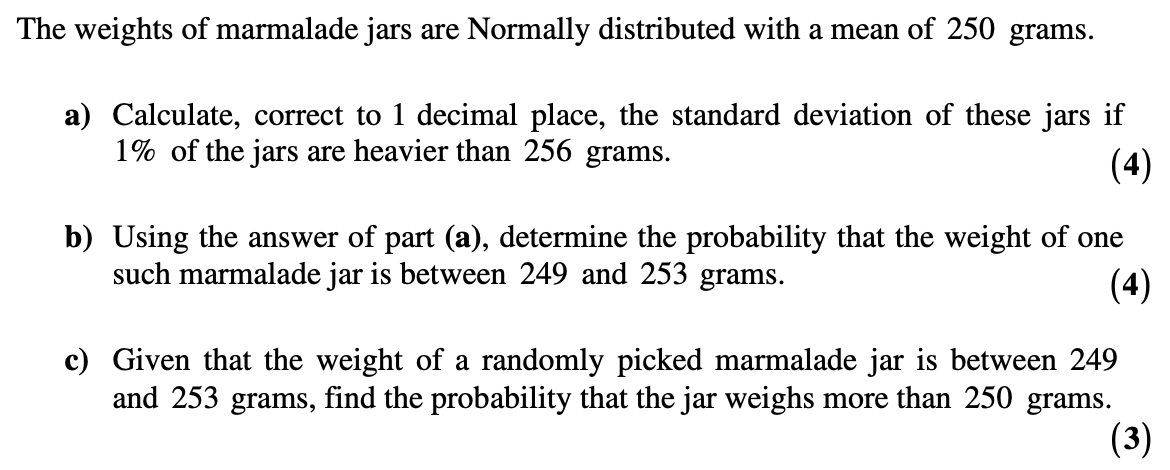 The weights of marmalade jars are Normally distributed with a mean of 250 grams.
a) Calculate, correct to 1 decimal place, the standard deviation of these jars if
1% of the jars are heavier than 256 grams.
(4)
b) Using the answer of part (a), determine the probability that the weight of one
such marmalade jar is between 249 and 253 grams.
(4)
c) Given that the weight of a randomly picked marmalade jar is between 249
and 253 grams, find the probability that the jar weighs more than 250 grams.
(3)